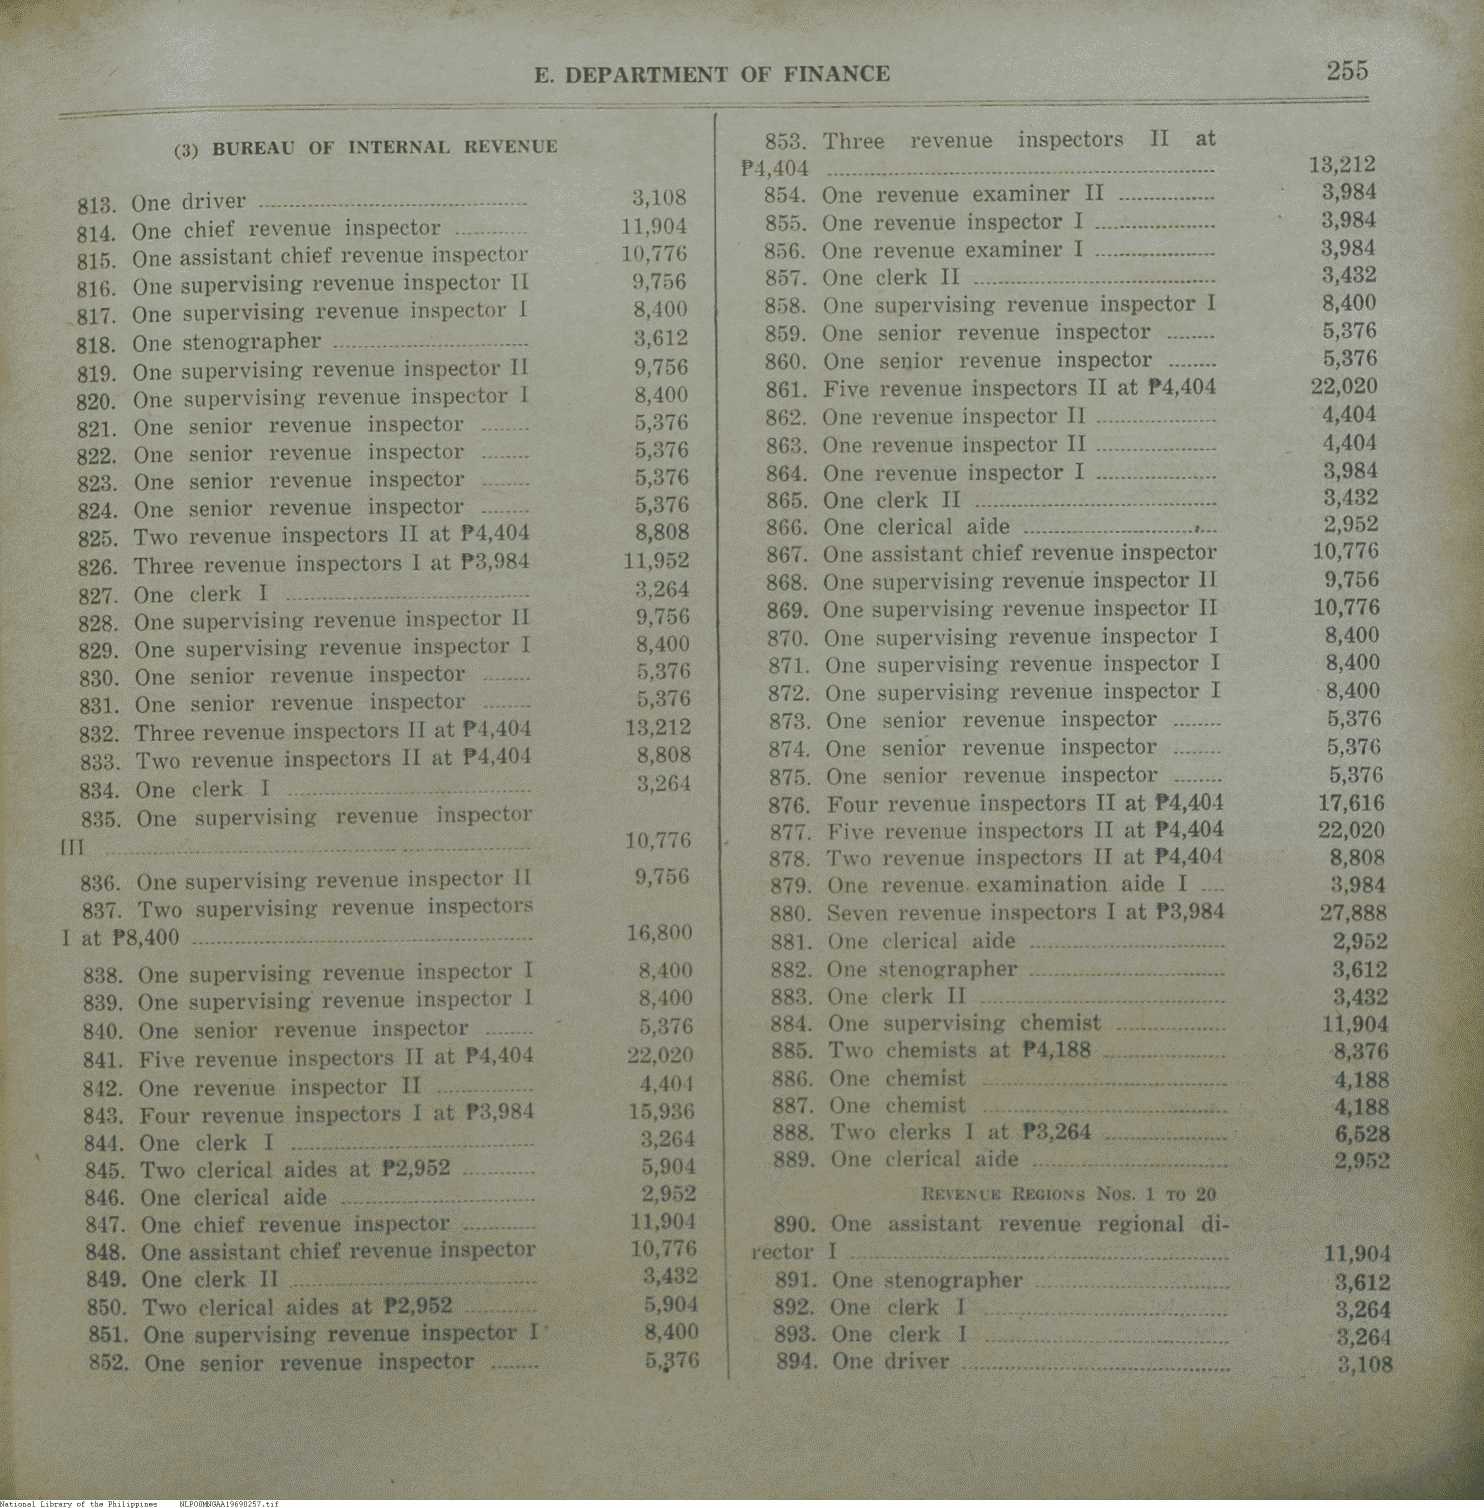 E. DEPARTMENT OF FINANCE 255
(3) BUREAU OF INTERNAL REVENUE
813. One driver ........ 3,108
814. One chief revenue inspector ........ 11,904
815. One assistant chief revenue inspector 10,776
816. One supervising revenue inspector II 9,756
817. One supervising revenue inspector I 8,400
818. One stenographer ........ 3,612
819. One supervising revenue inspector II 9,756
820. One supervising revenue inspector I 8,400
821. One senior revenue inspector ........ 5,376
822. One senior revenue inspector ........ 5,376
823. One senior revenue inspector ........ 5,376
824. One senior revenue inspector ........ 5,376
825. Two revenue inspectors II at ₱4,404 8,808
826. Three revenue inspectors I at ₱3,984 11,952
827. One clerk I ........ 3,264
828. One supervising revenue inspector II 9,756
829. One supervising revenue inspector I 8,400
830. One senior revenue inspector ........ 5,376
831. One senior revenue inspector ........ 5,376
832. Three revenue inspectors II at ₱4,404 13,212
833. Two revenue inspectors II at ₱4,404 8,808
834. One clerk I ........ 3,264
835. One supervising revenue inspector
III ........ 10,776
836. One supervising revenue inspector II 9,756
837. Two supervising revenue inspectors
I at ₱8,400 ........ 16,800
838. One supervising revenue inspector I 8,400
839. One supervising revenue inspector I 8,400
840. One senior revenue inspector ........ 5,376
841. Five revenue inspectors II at ₱4,404 22,020
842. One revenue inspector II ........ 4,404
843. Four revenue inspectors I at ₱3,984 15,936
844. One clerk I ........ 3,264
845. Two clerical aides at ₱2,952 ........ 5,904
846. One clerical aide ........ 2,952
847. One chief revenue inspector ........ 11,904
848. One assistant chief revenue inspector 10,776
849. One clerk II ........ 3,432
850. Two clerical aides at ₱2,952 ........ 5,904
851. One supervising revenue inspector I 8,400
852. One senior revenue inspector ........ 5,376
853. Three revenue inspectors II at
₱4,404 ........ 13,212
854. One revenue examiner II ........ 3,984
855. One revenue inspector I ........ 3,984
856. One revenue examiner I ........ 3,984
857. One clerk II ........ 3,432
858. One supervising revenue inspector I 8,400
859. One senior revenue inspector ........ 5,376
860. One senior revenue inspector ........ 5,376
861. Five revenue inspectors II at ₱4,404 22,020
862. One revenue inspector II ........ 4,404
863. One revenue inspector II ........ 4,404
864. One revenue inspector I ........ 3,984
865. One clerk II ........ 3,432
866. One clerical aide ........ 2,952
867. One assistant chief revenue inspector 10,776
868. One supervising revenue inspector II 9,756
869. One supervising revenue inspector II 10,776
870. One supervising revenue inspector I 8,400
871. One supervising revenue inspector I 8,400
872. One supervising revenue inspector I 8,400
873. One senior revenue inspector ........ 5,376
874. One senior revenue inspector ........ 5,376
875. One senior revenue inspector ........ 5,376
876. Four revenue inspectors II at ₱4,404 17,616
877. Five revenue inspectors II at ₱4,404 22,020
878. Two revenue inspectors II at ₱4,404 8,808
879. One revenue examination aide I .... 3,984
880. Seven revenue inspectors I at ₱3,984 27,888
881. One clerical aide ........ 2,952
882. One stenographer ........ 3,612
883. One clerk II ........ 3,432
884. One supervising chemist ........ 11,904
885. Two chemists at ₱4,188 ........ 8,376
886. One chemist ........ 4,188
887. One chemist ........ 4,188
888. Two clerks I at ₱3,264 ........ 6,528
889. One clerical aide ........ 2,952
REVENUE REGIONS NOS. 1 TO 20
890. One assistant revenue regional di-
rector I ........ 11,904
891. One stenographer ........ 3,612
892. One clerk I ........ 3,264
893. One clerk I ........ 3,264
894. One driver ........ 3,108
National Library of the Philippines NLPO0MNGAA19690257.tif